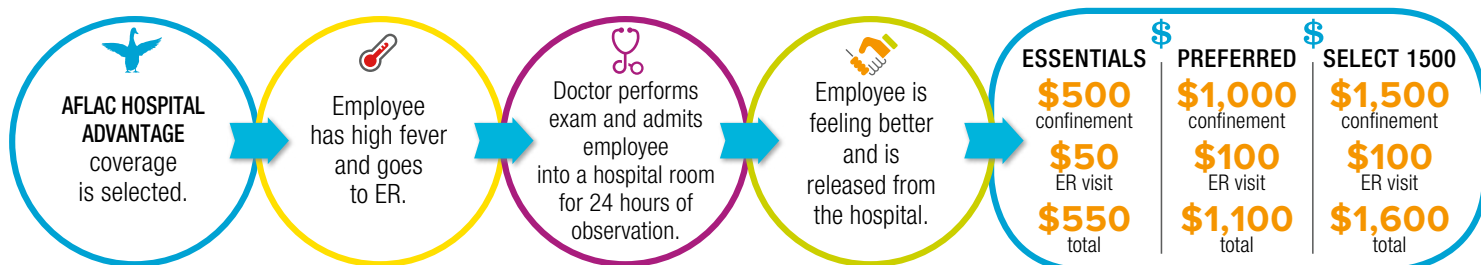 AFLAC HOSPITAL
ADVANTAGE
coverage
is selected.
Employee
has high fever
and goes
to ER.
Doctor performs
exam and admits
employee
into a hospital room
for 24 hours of
observation.
Employee is
feeling better
and is
released from
the hospital.
$ $
ESSENTIALS
$500
confinement
$50
ER visit
$550
total
PREFERRED
$1,000
confinement
$100
ER visit
$1,100
total
SELECT 1500
$1,500
confinement
$100
ER visit
$1,600
total